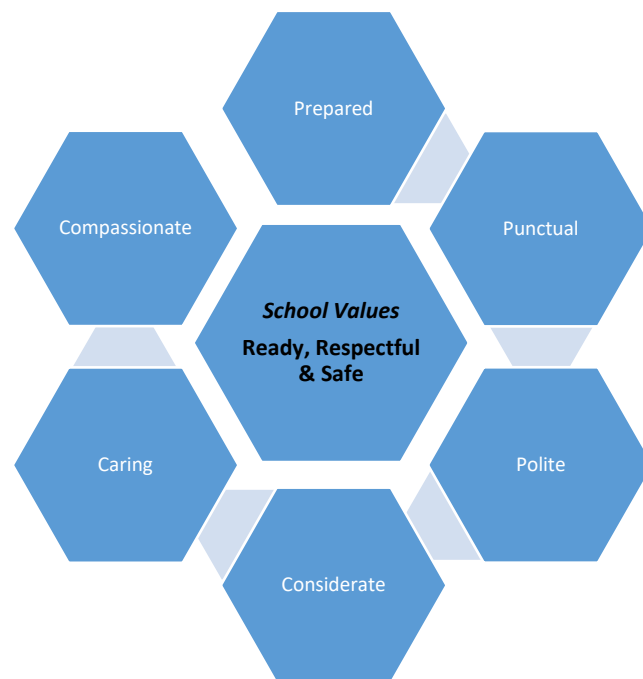 Prepared
Compassionate
Punctual
School Values
Ready, Respectful
& Safe
Caring
Polite
Considerate